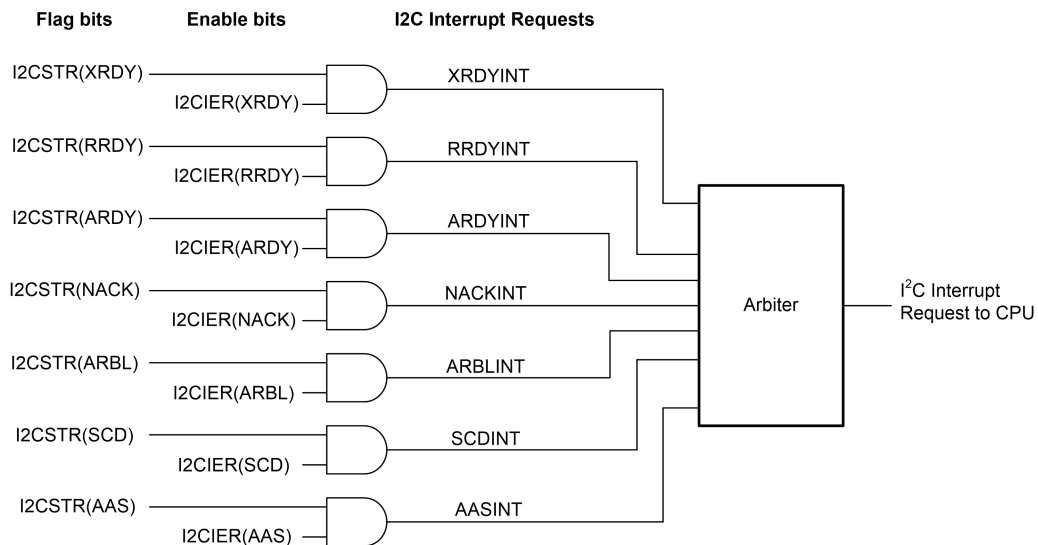 Flag bits
Enable bits
I2C Interrupt Requests
I2CSTR(XRDY)
I2CIER(XRDY)
XRDYINT
I2CSTR(RRDY)
I2CIER(RRDY)
RRDYINT
I2CSTR(ARDY)
I2CIER(ARDY)
ARDYINT
I2CSTR(NACK)
I2CIER(NACK)
NACKINT
I2CSTR(ARBL)
I2CIER(ARBL)
ARBLINT
I2CSTR(SCD)
I2CIER(SCD)
SCDINT
I2CSTR(AAS)
I2CIER(AAS)
AASINT
Arbiter
I²C Interrupt
Request to CPU